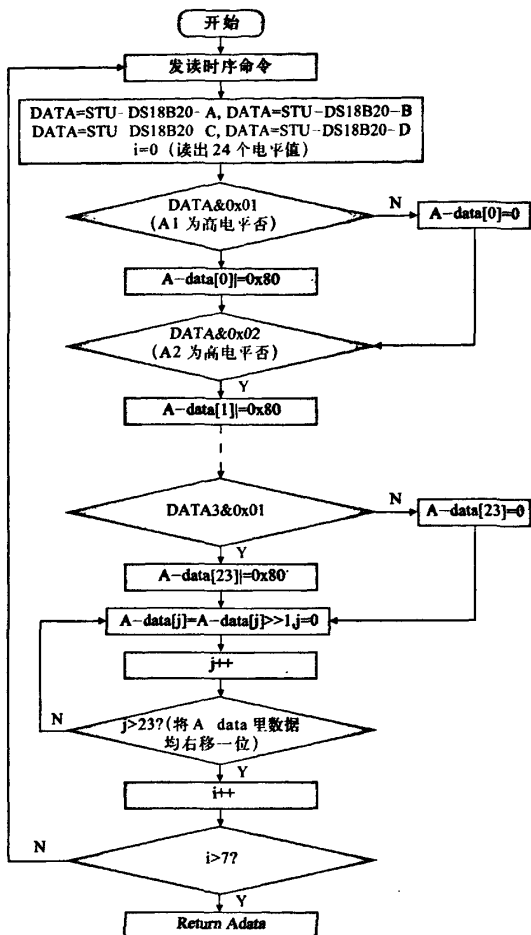 开始
发读时序命令
DATA=STU-DS18B20-A, DATA=STU-DS18B20-B
DATA=STU DS18B20 C, DATA=STU-DS18B20-D
i=0 (读出24个电平值)
DATA&0x01
(A1为高电平否)
N
A-data[0]=0
A-data[0]|=0x80
DATA&0x02
(A2为高电平否)
Y
A-data[1]|=0x80
DATA3&0x01
N
A-data[23]=0
Y
A-data[23]|=0x80
A-data[j]=A-data[j]>>1,j=0
j++
N
j>23?(将A data里数据
均右移一位)
Y
i++
N
i>7?
Y
Return Adata